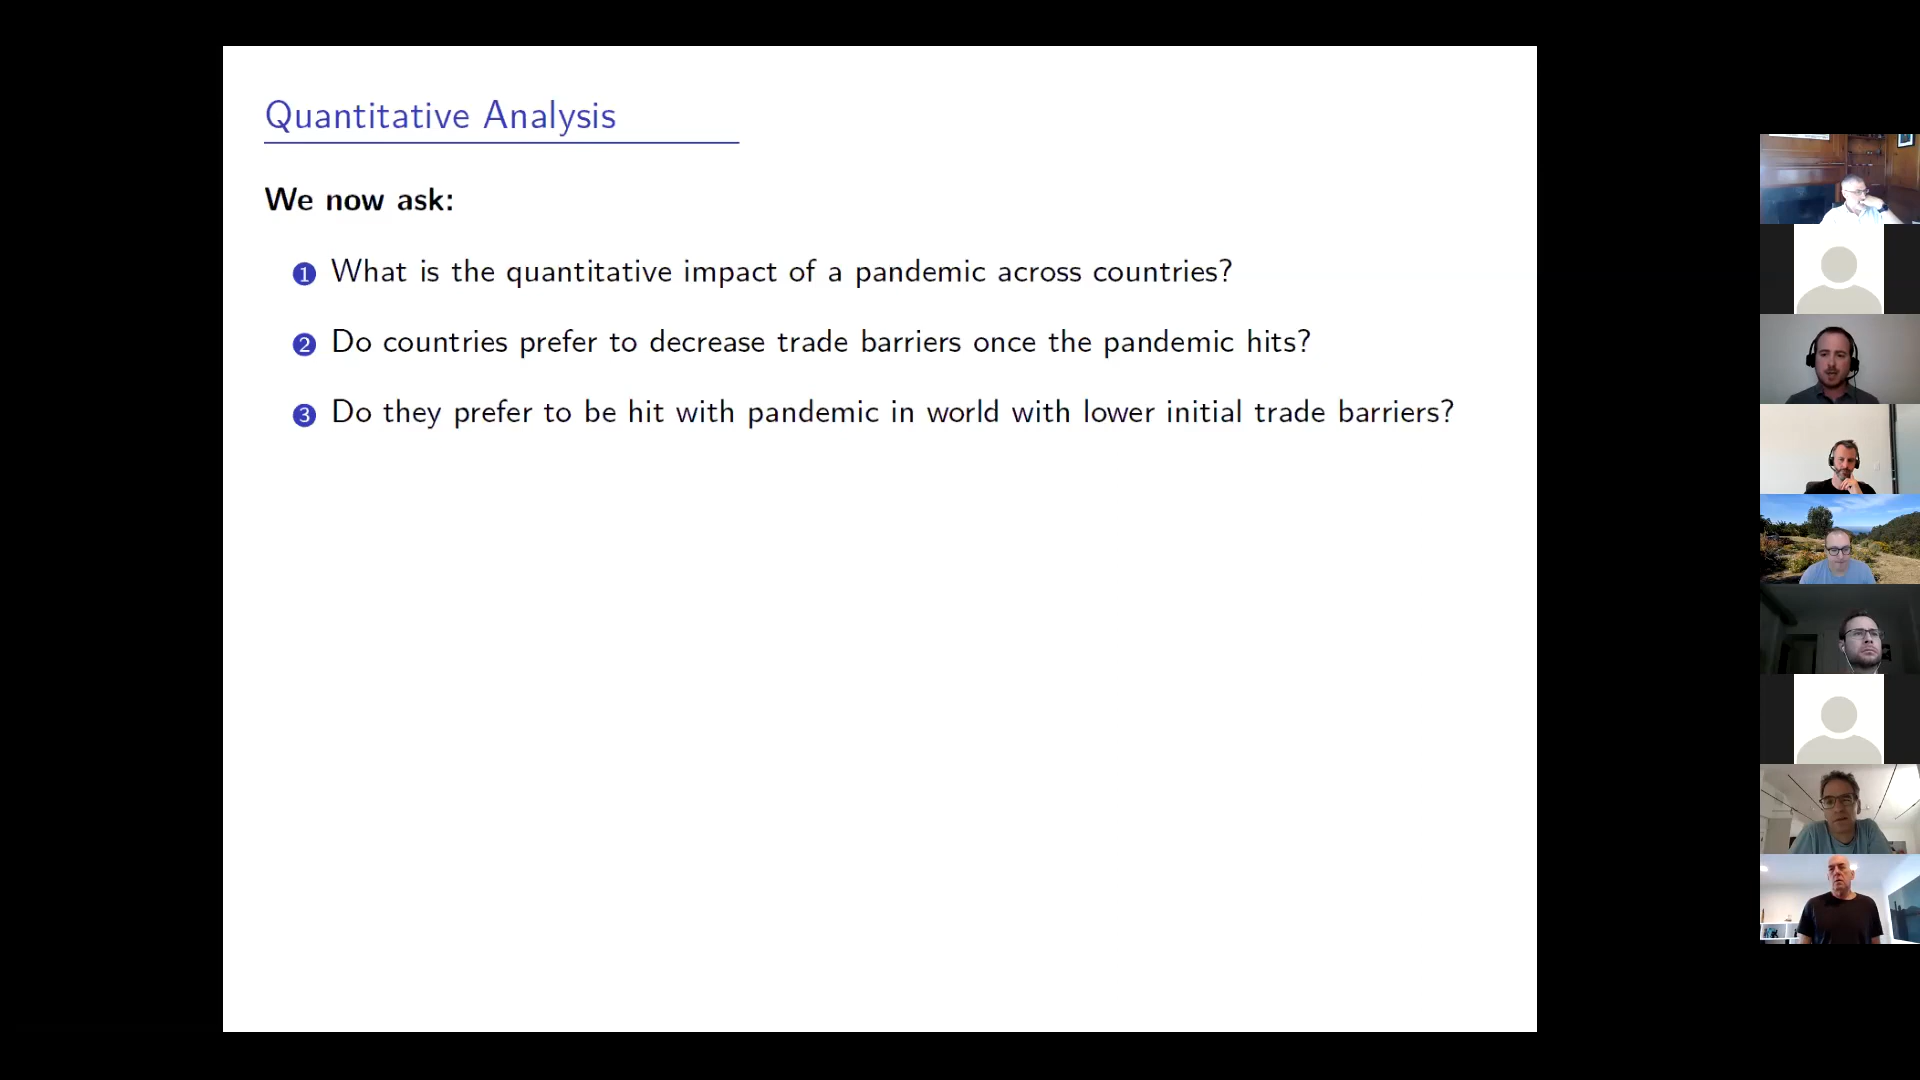 Quantitative Analysis
We now ask:
1 What is the quantitative impact of a pandemic across countries?
2 Do countries prefer to decrease trade barriers once the pandemic hits?
3 Do they prefer to be hit with pandemic in world with lower initial trade barriers?